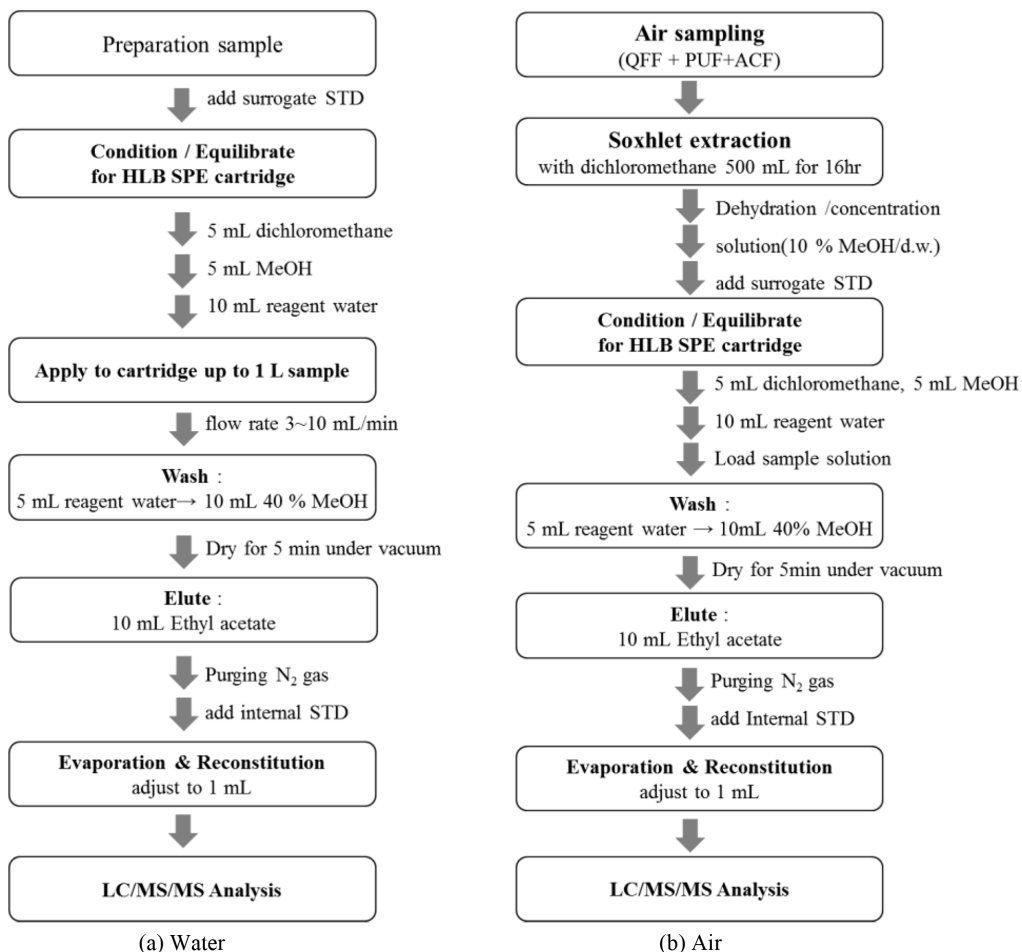 Preparation sample
add surrogate STD
Condition / Equilibrate
for HLB SPE cartridge
5 mL dichloromethane
5 mL MeOH
10 mL reagent water
Apply to cartridge up to 1 L sample
flow rate 3~10 mL/min
Wash :
5 mL reagent water→ 10 mL 40 % MeOH
Dry for 5 min under vacuum
Elute :
10 mL Ethyl acetate
Purging N₂ gas
add internal STD
Evaporation & Reconstitution
adjust to 1 mL
LC/MS/MS Analysis
(a) Water
Air sampling
(QFF + PUF+ACF)
Soxhlet extraction
with dichloromethane 500 mL for 16hr
Dehydration /concentration
solution(10 % MeOH/d.w.)
add surrogate STD
Condition / Equilibrate
for HLB SPE cartridge
5 mL dichloromethane, 5 mL MeOH
10 mL reagent water
Load sample solution
Wash :
5 mL reagent water → 10mL 40% MeOH
Dry for 5min under vacuum
Elute :
10 mL Ethyl acetate
Purging N₂ gas
add Internal STD
Evaporation & Reconstitution
adjust to 1 mL
LC/MS/MS Analysis
(b) Air